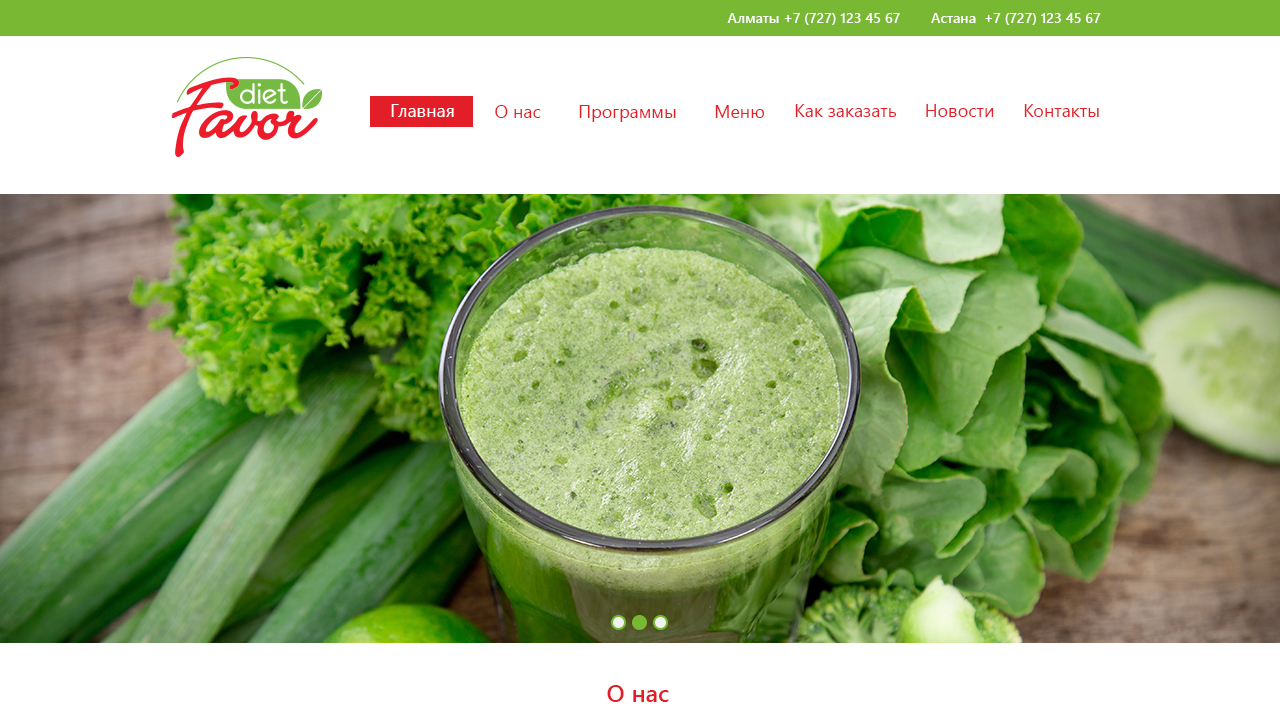 Алматы +7 (727) 123 45 67 Астана +7 (727) 123 45 67
diet
Favor
Главная О нас Программы Меню Как заказать Новости Контакты
О нас